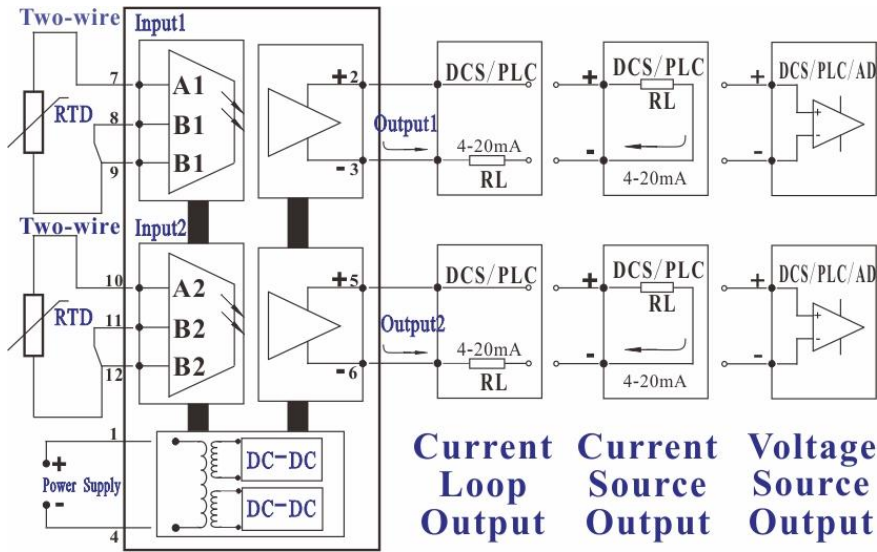 Two-wire
Input1
7
A1
+ 2
DCS/PLC
+
DCS/PLC
+
DCS/PLC/AD
RTD
8
B1
Output1
RL
+
-
9
B1
- 3
4-20mA
RL
-
4-20mA
-
Two-wire
Input2
10
A2
+ 5
DCS/PLC
+
DCS/PLC
+
DCS/PLC/AD
RTD
11
B2
Output2
RL
+
-
12
B2
- 6
4-20mA
RL
-
4-20mA
-
1
+
Power Supply
-
4
DC-DC
DC-DC
Current
Loop
Output
Current
Source
Output
Voltage
Source
Output